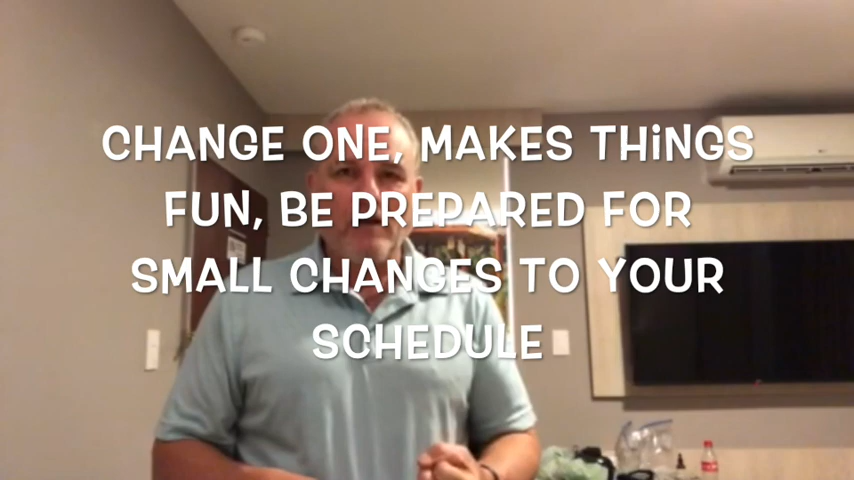 CHANGE ONE, MAKES THiNGS
FUN, BE PREPARED FOR
SMALL CHANGES TO YOUR
SCHEDULE